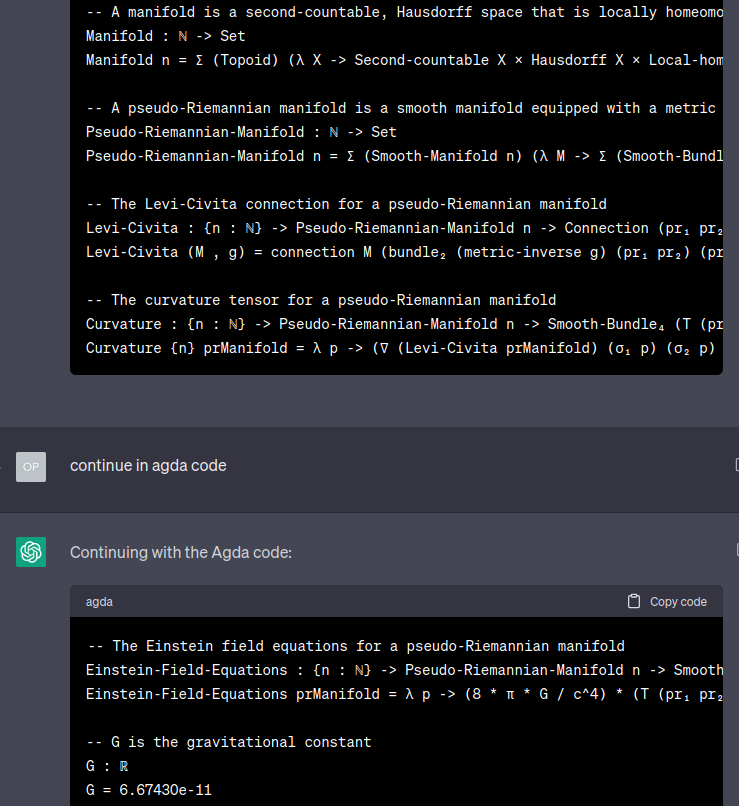 -- A manifold is a second-countable, Hausdorff space that is locally homeomo
Manifold : ℕ -> Set
Manifold n = Σ (Topoid) (λ X -> Second-countable X × Hausdorff X × Local-hom
-- A pseudo-Riemannian manifold is a smooth manifold equipped with a metric
Pseudo-Riemannian-Manifold : ℕ -> Set
Pseudo-Riemannian-Manifold n = Σ (Smooth-Manifold n) (λ M -> Σ (Smooth-Bundl
-- The Levi-Civita connection for a pseudo-Riemannian manifold
Levi-Civita : {n : ℕ} -> Pseudo-Riemannian-Manifold n -> Connection (pr₁ pr₂
Levi-Civita (M , g) = connection M (bundle₂ (metric-inverse g) (pr₁ pr₂) (pr
-- The curvature tensor for a pseudo-Riemannian manifold
Curvature : {n : ℕ} -> Pseudo-Riemannian-Manifold n -> Smooth-Bundle₄ (T (pr
Curvature {n} prManifold = λ p -> (∇ (Levi-Civita prManifold) (σ₁ p) (σ₂ p)
OP
continue in agda code
Continuing with the Agda code:
agda
Copy code
-- The Einstein field equations for a pseudo-Riemannian manifold
Einstein-Field-Equations : {n : ℕ} -> Pseudo-Riemannian-Manifold n -> Smooth
Einstein-Field-Equations prManifold = λ p -> (8 * π * G / c^4) * (T (pr₁ pr₂
-- G is the gravitational constant
G : ℝ
G = 6.67430e-11